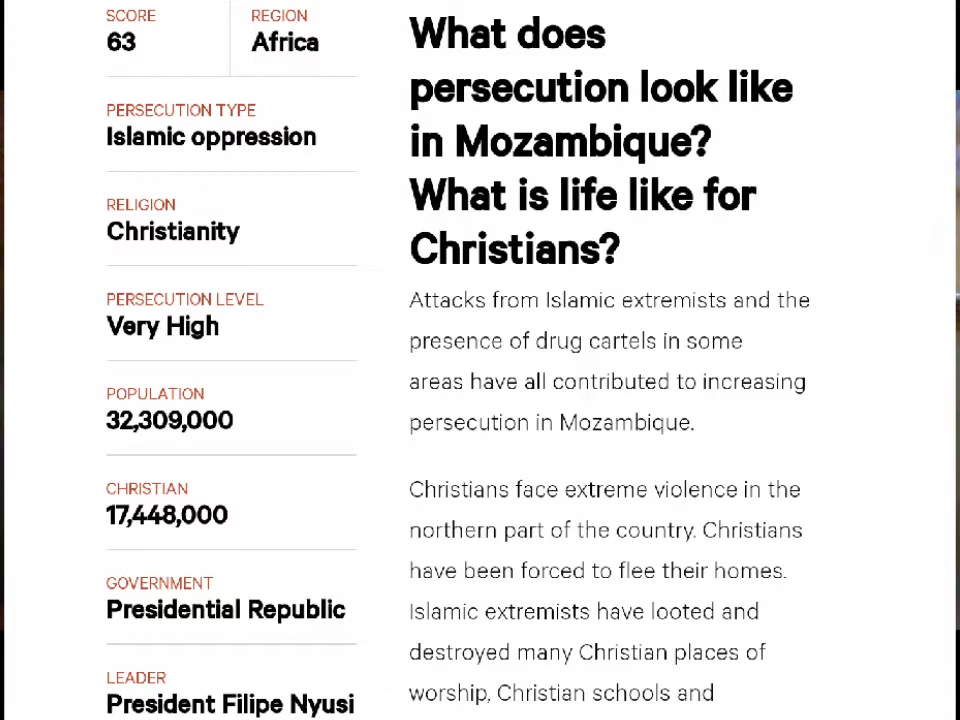 SCORE
63
REGION
Africa
PERSECUTION TYPE
Islamic oppression
RELIGION
Christianity
PERSECUTION LEVEL
Very High
POPULATION
32,309,000
CHRISTIAN
17,448,000
GOVERNMENT
Presidential Republic
LEADER
President Filipe Nyusi
What does
persecution look like
in Mozambique?
What is life like for
Christians?
Attacks from Islamic extremists and the
presence of drug cartels in some
areas have all contributed to increasing
persecution in Mozambique.
Christians face extreme violence in the
northern part of the country. Christians
have been forced to flee their homes.
Islamic extremists have looted and
destroyed many Christian places of
worship, Christian schools and